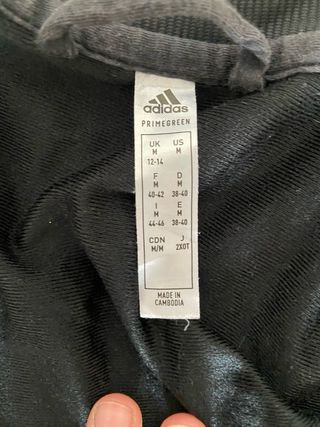 adidas
PRIMEGREEN
UK US
M M
12-14
F D
M M
40-42 38-40
I E
M M
44-46 38-40
CDN J
M/M 2XOT
MADE IN
CAMBODIA